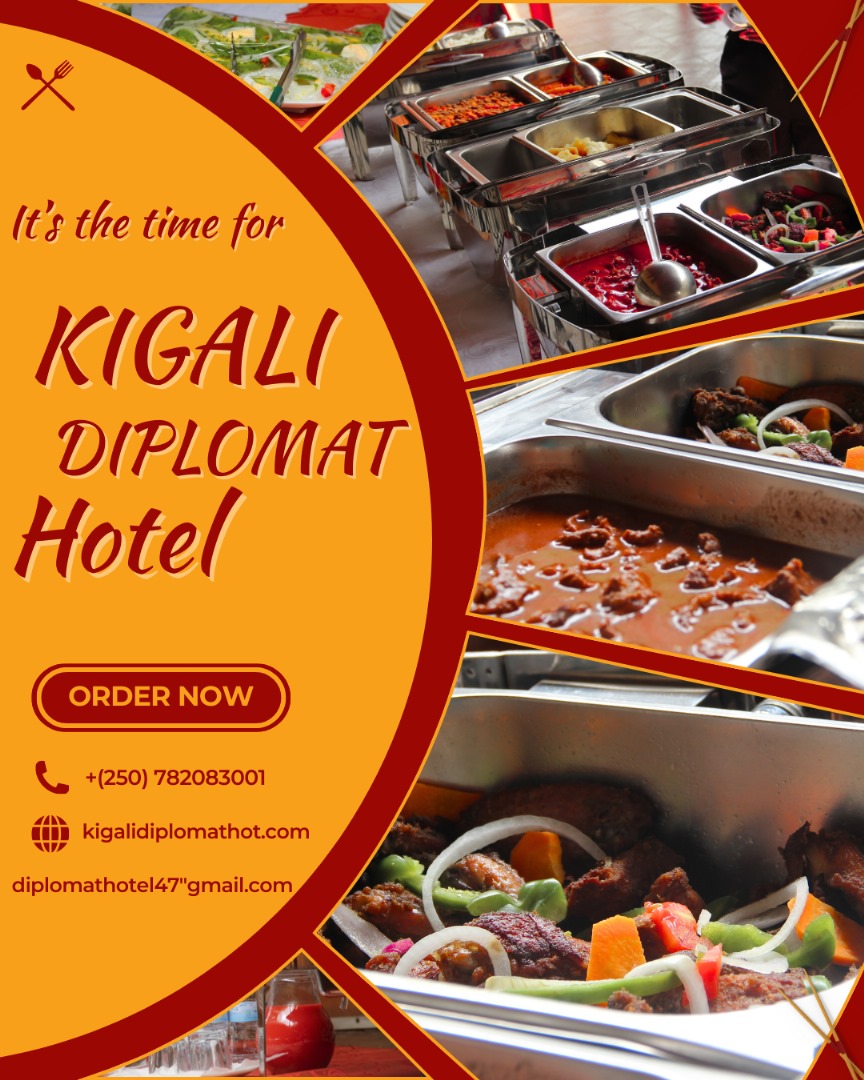 It's the time for
KIGALI
DIPLOMAT
Hotel
ORDER NOW
+(250) 782083001
kigalidiplomathot.com
diplomathotel47"gmail.com